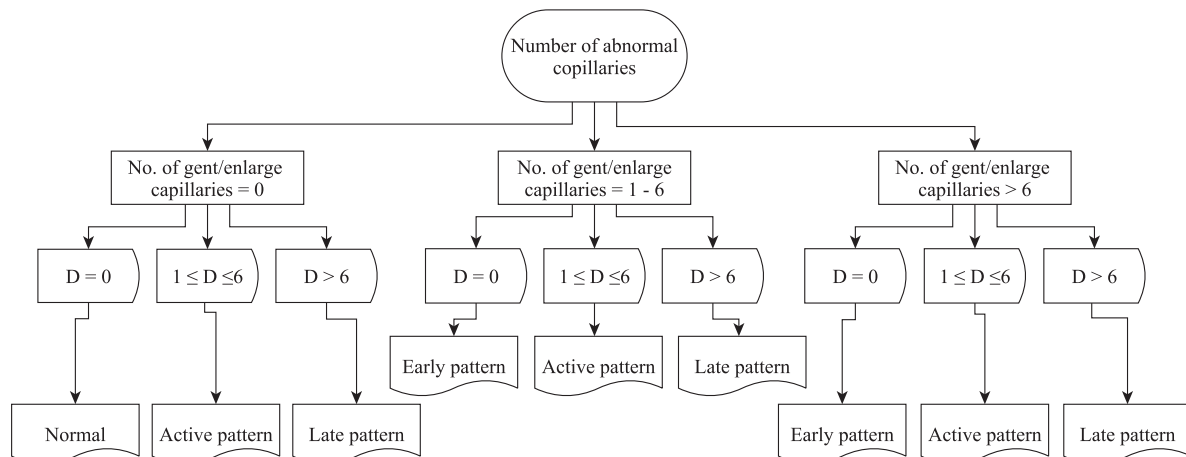 Number of abnormal
copillaries
No. of gent/enlarge
capillaries = 0
No. of gent/enlarge
capillaries = 1 - 6
No. of gent/enlarge
capillaries > 6
D = 0
1 ≤ D ≤6
D > 6
D = 0
1 ≤ D ≤6
D > 6
D = 0
1 ≤ D ≤6
D > 6
Early pattern
Active pattern
Late pattern
Normal
Active pattern
Late pattern
Early pattern
Active pattern
Late pattern